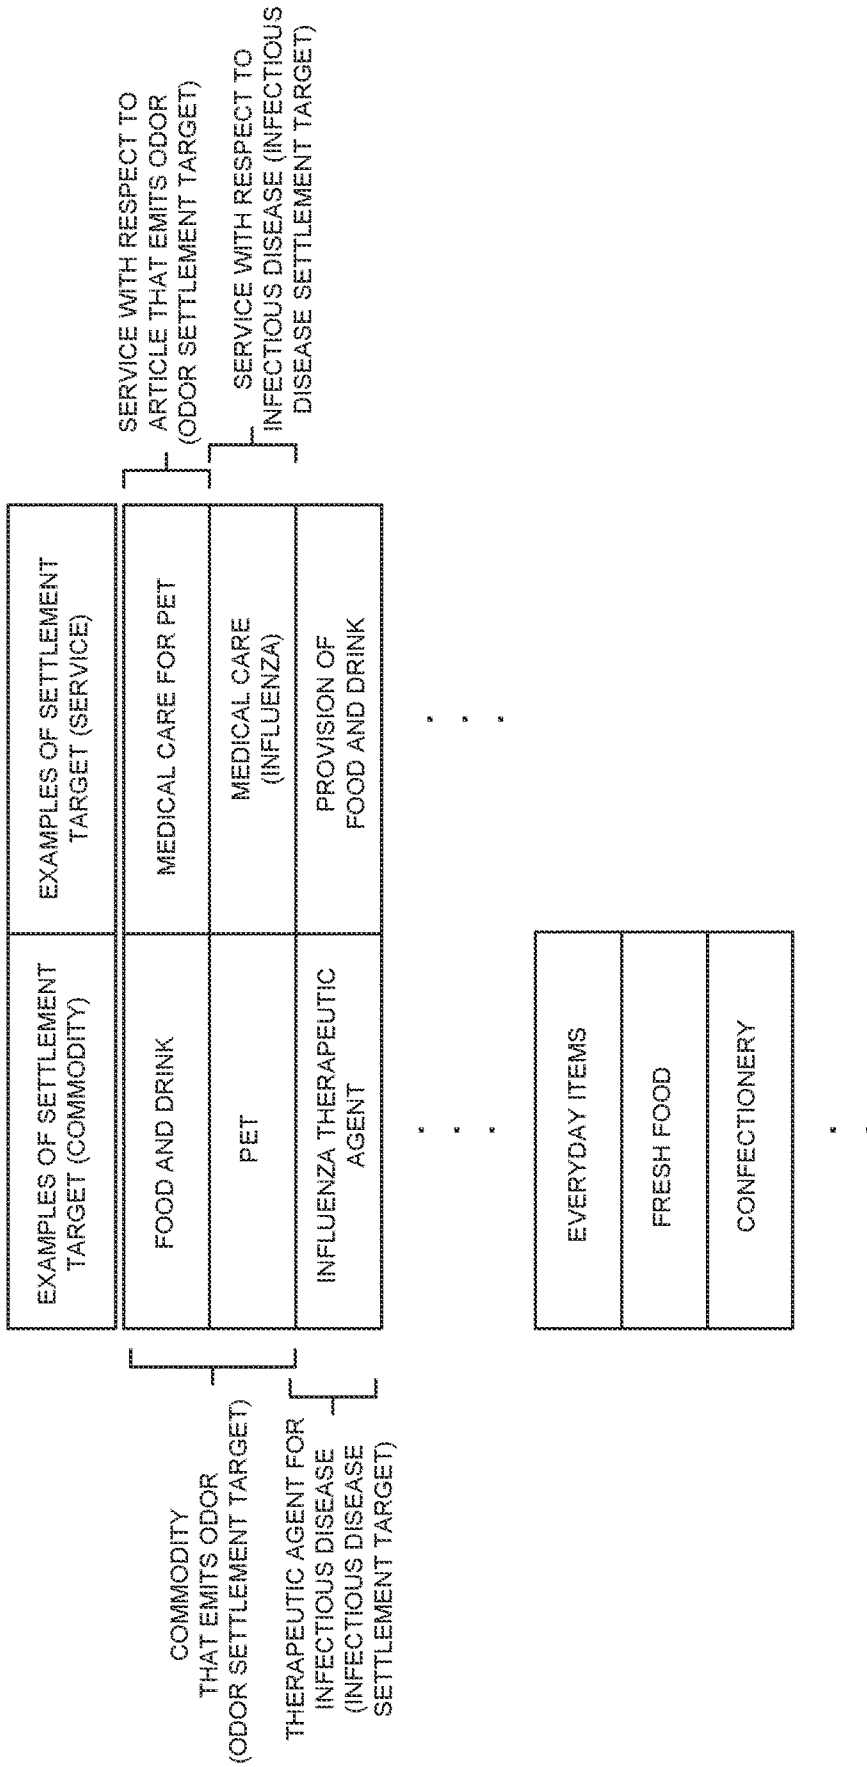 EXAMPLES OF SETTLEMENT
TARGET (COMMODITY)
EXAMPLES OF SETTLEMENT
TARGET (SERVICE)
COMMODITY
THAT EMITS ODOR
(ODOR SETTLEMENT TARGET)
FOOD AND DRINK
MEDICAL CARE FOR PET
SERVICE WITH RESPECT TO
ARTICLE THAT EMITS ODOR
(ODOR SETTLEMENT TARGET)
PET
MEDICAL CARE
(INFLUENZA)
SERVICE WITH RESPECT TO
INFECTIOUS DISEASE (INFECTIOUS
DISEASE SETTLEMENT TARGET)
THERAPEUTIC AGENT FOR
INFECTIOUS DISEASE
(INFECTIOUS DISEASE
SETTLEMENT TARGET)
INFLUENZA THERAPEUTIC
AGENT
PROVISION OF
FOOD AND DRINK
EVERYDAY ITEMS
FRESH FOOD
CONFECTIONERY